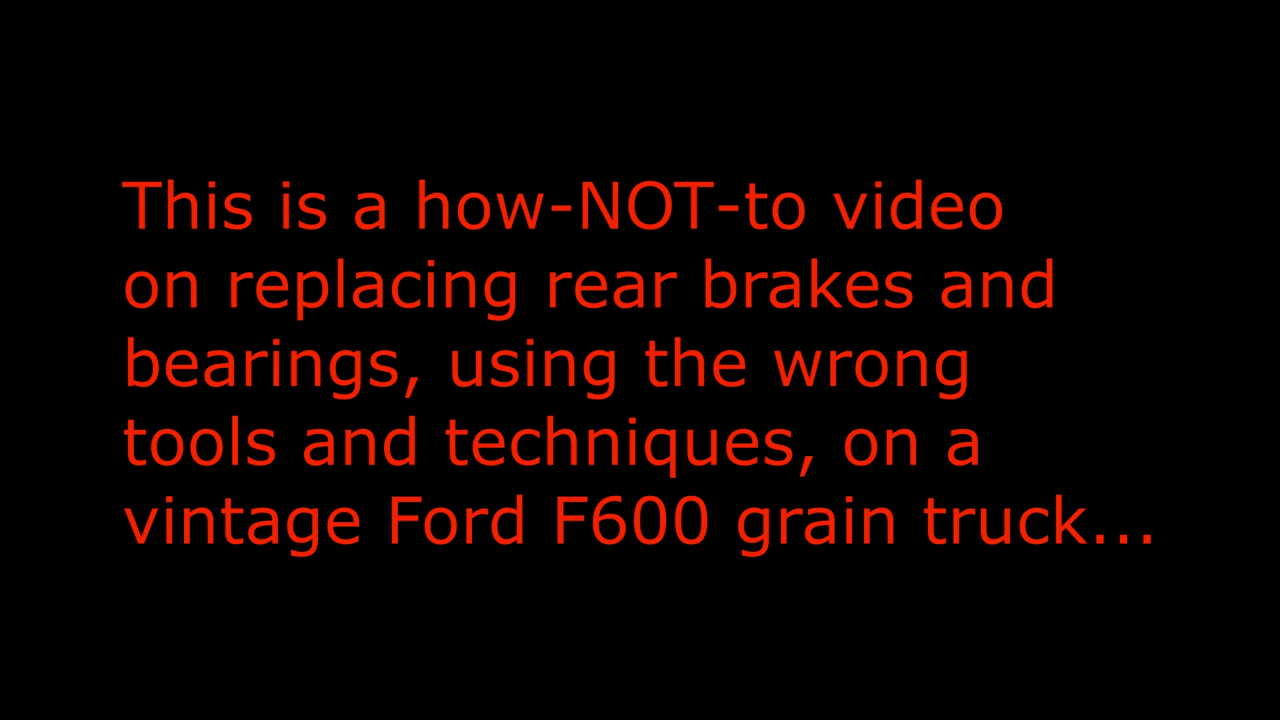 This is a how-NOT-to video
on replacing rear brakes and
bearings, using the wrong
tools and techniques, on a
vintage Ford F600 grain truck...